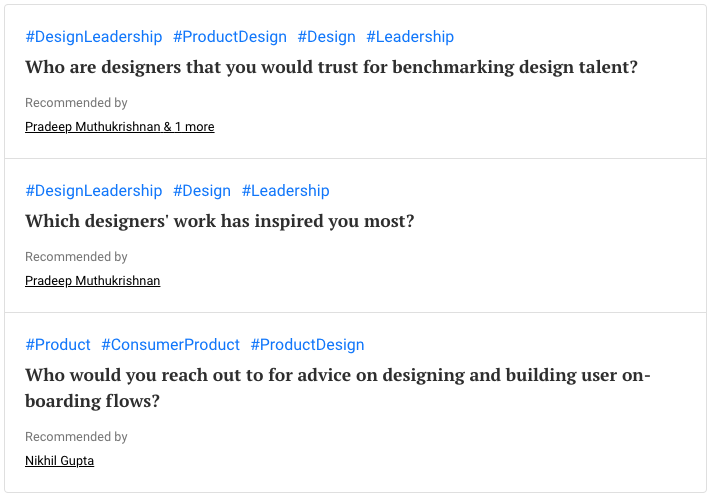 #DesignLeadership #ProductDesign #Design #Leadership
Who are designers that you would trust for benchmarking design talent?
Recommended by
Pradeep Muthukrishnan & 1 more
#DesignLeadership #Design #Leadership
Which designers' work has inspired you most?
Recommended by
Pradeep Muthukrishnan
#Product #ConsumerProduct #ProductDesign
Who would you reach out to for advice on designing and building user on-
boarding flows?
Recommended by
Nikhil Gupta